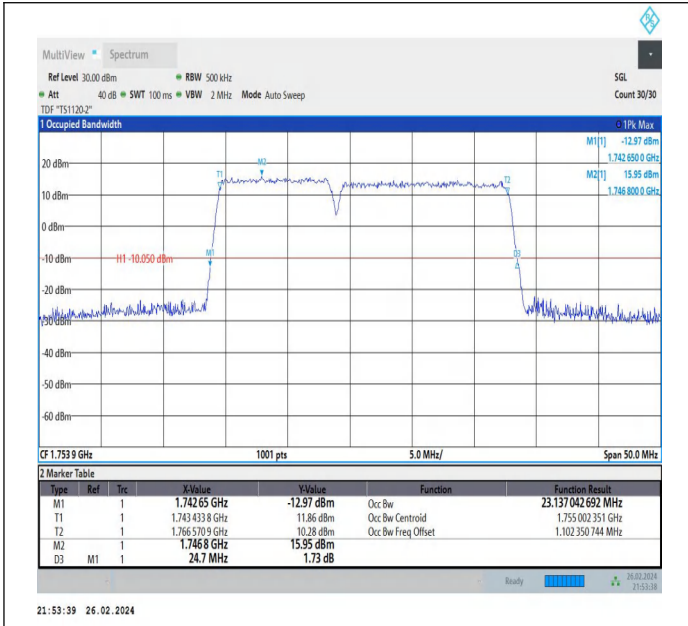 MultiView Spectrum
Ref Level 30.00 dBm RBW 500 kHz SGL
Att 40 dB SWT 100 ms VBW 2 MHz Mode Auto Sweep Count 30/30
TDF "TS1120-2"
1 Occupied Bandwidth 1Pk Max
M1[1] -12.97 dBm
1.742 650 0 GHz
M2[1] 15.95 dBm
1.746 800 0 GHz
20 dBm
M2
T1
T2
10 dBm
0 dBm
M1
D3
-10 dBm
H1 -10.050 dBm
-20 dBm
-30 dBm
-40 dBm
-50 dBm
-60 dBm
CF 1.753 9 GHz 1001 pts 5.0 MHz/ Span 50.0 MHz
2 Marker Table
Type Ref Trc X-Value Y-Value Function Function Result
M1 1 1.742 65 GHz -12.97 dBm Occ Bw 23.137 042 692 MHz
T1 1 1.743 433 8 GHz 11.86 dBm Occ Bw Centroid 1.755 002 351 GHz
T2 1 1.766 570 9 GHz 10.28 dBm Occ Bw Freq Offset 1.102 350 744 MHz
M2 1 1.746 8 GHz 15.95 dBm
D3 M1 1 24.7 MHz 1.73 dB
Ready 26.02.2024
21:53:38
21:53:39 26.02.2024